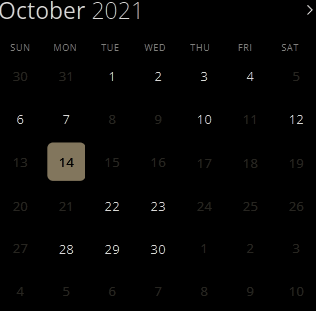 October 2021
SUN MON TUE WED THU FRI SAT
30 31 1 2 3 4 5
6 7 8 9 10 11 12
13 14 15 16 17 18 19
20 21 22 23 24 25 26
27 28 29 30 1 2 3
4 5 6 7 8 9 10